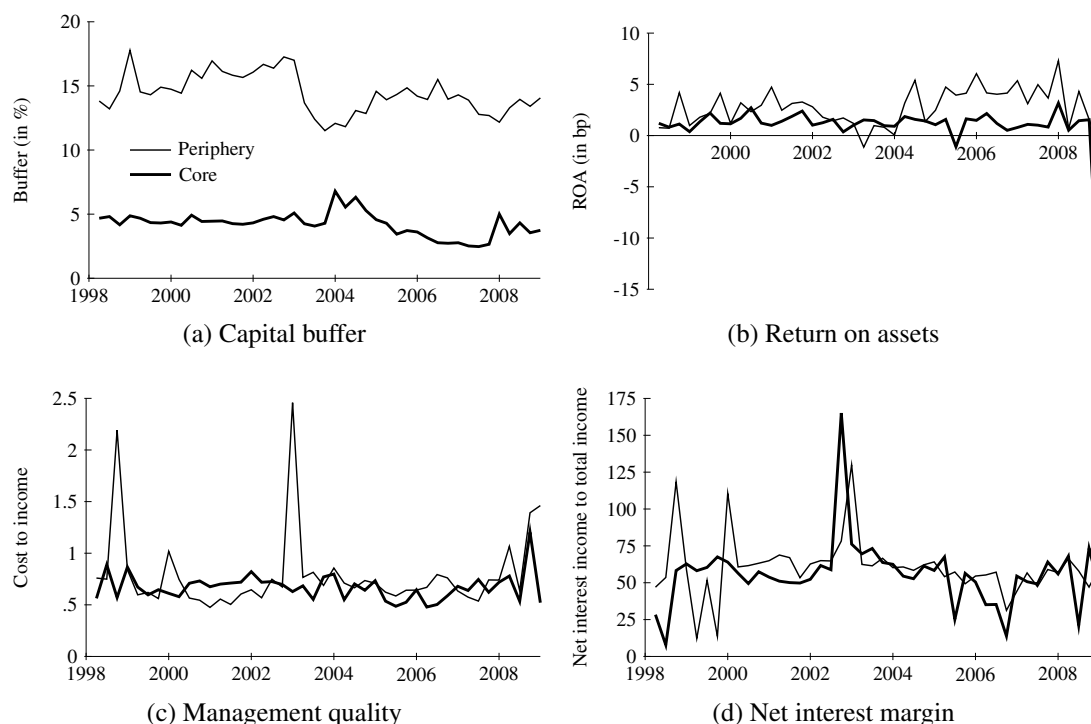 20
15
10
5
0
Buffer (in %)
Periphery
Core
1998 2000 2002 2004 2006 2008
(a) Capital buffer
10
5
0
-5
-10
-15
ROA (in bp)
2000 2002 2004 2006 2008
(b) Return on assets
2.5
2
1.5
1
.5
0
Cost to income
1998 2000 2002 2004 2006 2008
(c) Management quality
175
150
125
100
75
50
25
0
Net interest income to total income
1998 2000 2002 2004 2006 2008
(d) Net interest margin